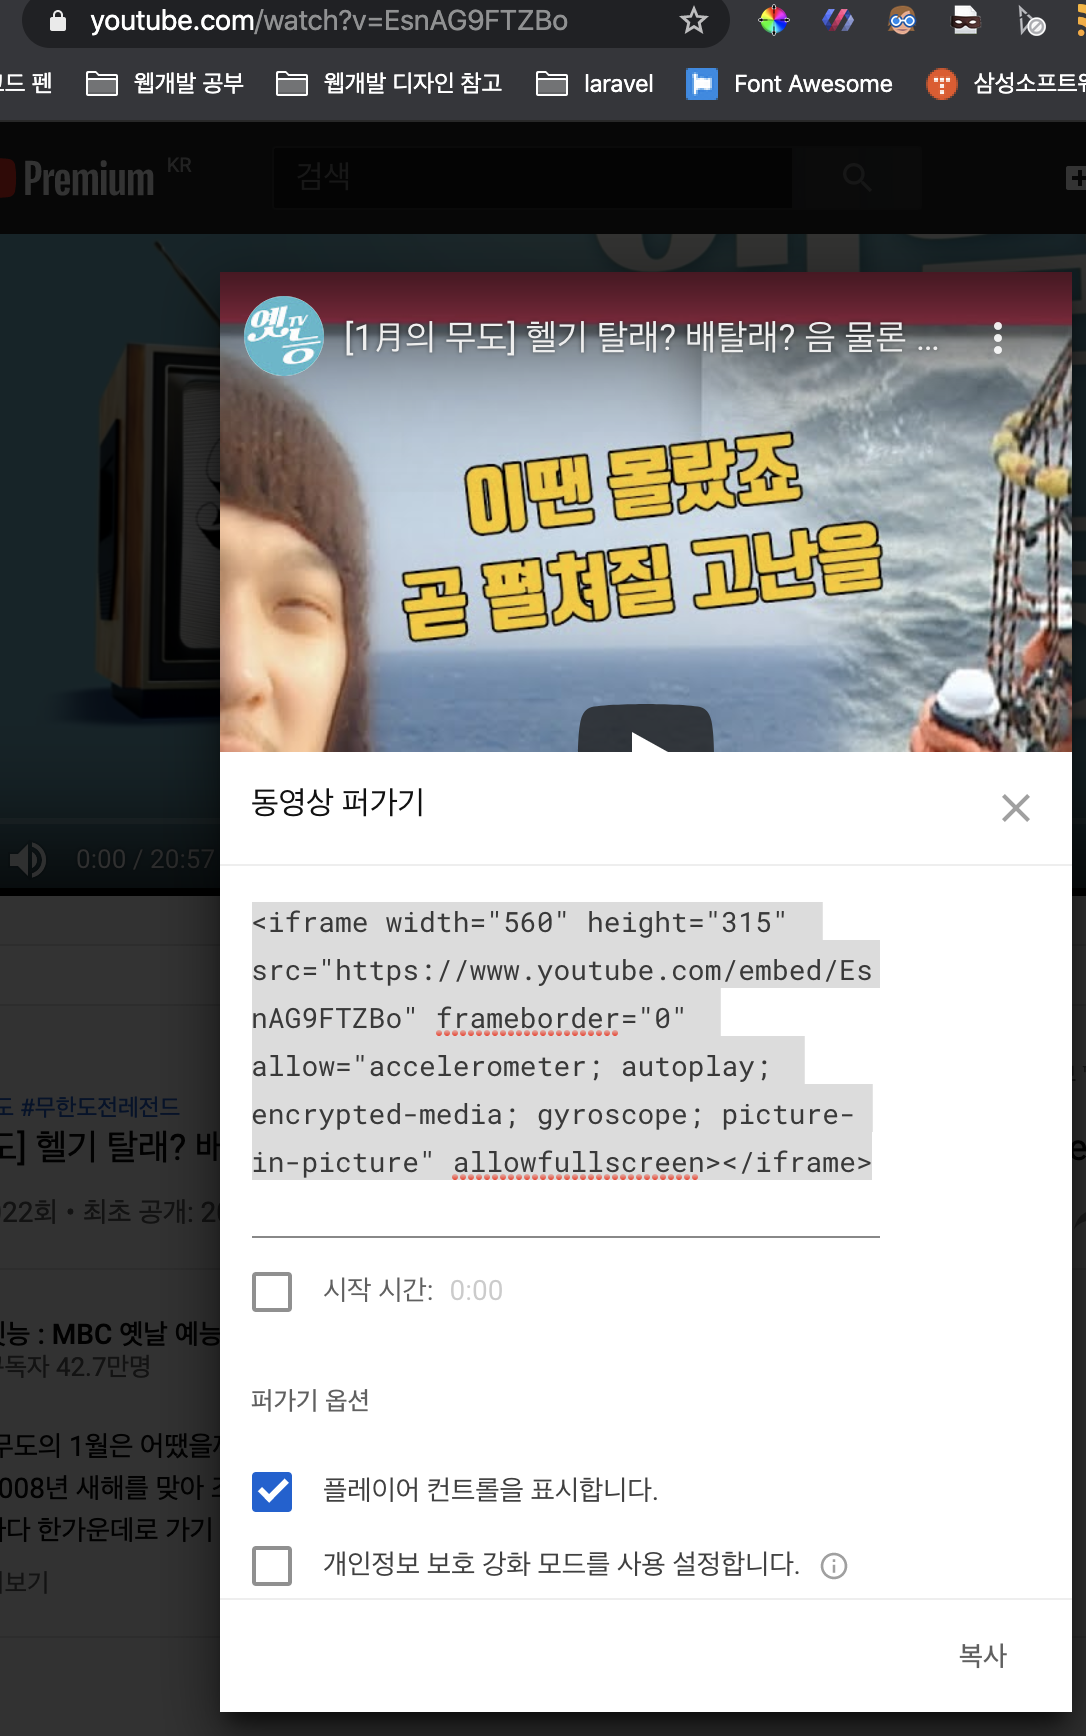 youtube.com/watch?v=EsnAG9FTZBo
펜 웹개발 공부 웹개발 디자인 참고 laravel Font Awesome 삼성소프트
Premium KR
검색
옛능 TV
[1月의 무도] 헬기 탈래? 배탈래? 음 물론 ...
이땐 몰랐죠
곧 펼쳐질 고난을
동영상 퍼가기
0:00 / 20:57
<iframe width="560" height="315"
src="https://www.youtube.com/embed/Es
nAG9FTZBo" frameborder="0"
allow="accelerometer; autoplay;
encrypted-media; gyroscope; picture-
in-picture" allowfullscreen></iframe>
#무한도전레전드
도] 헬기 탈래? 배
022회 • 최초 공개: 20
시작 시간: 0:00
능 : MBC 옛날 예능
독자 42.7만명
퍼가기 옵션
무도의 1월은 어땠을까
008년 새해를 맞아
다 한가운데로 가기
보기
플레이어 컨트롤을 표시합니다.
개인정보 보호 강화 모드를 사용 설정합니다.
복사